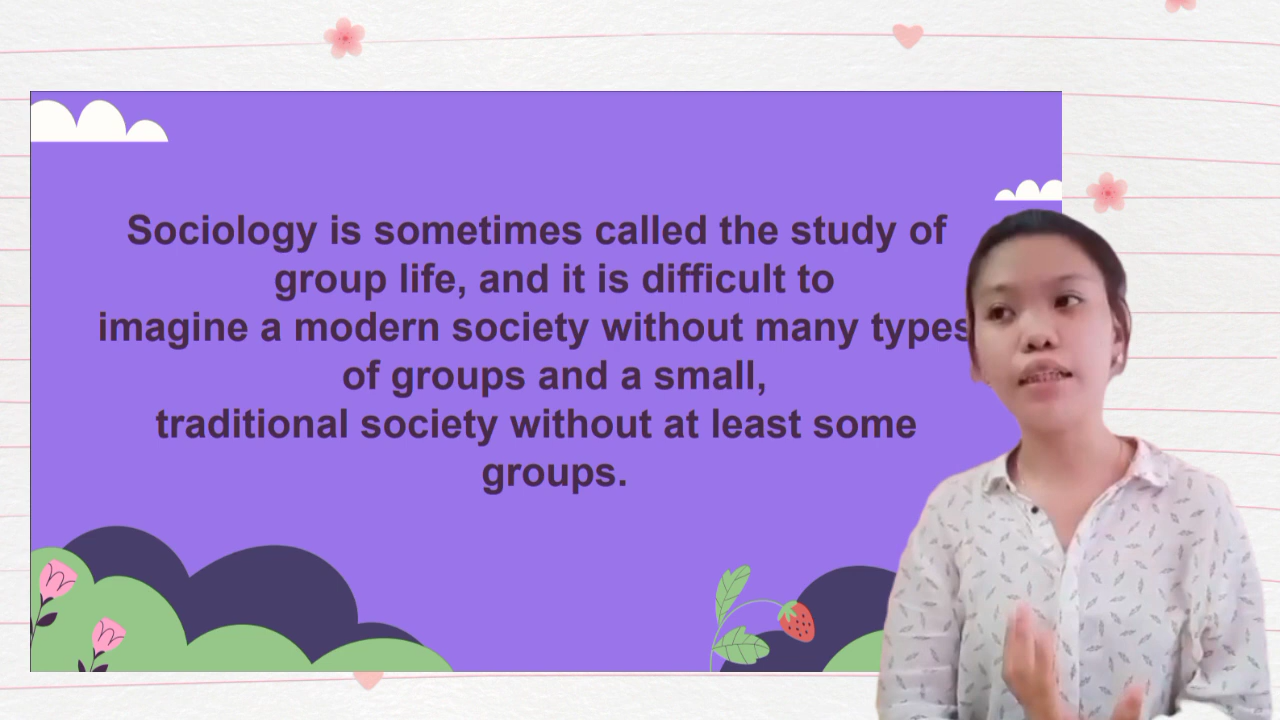 Sociology is sometimes called the study of
group life, and it is difficult to
imagine a modern society without many types
of groups and a small,
traditional society without at least some
groups.